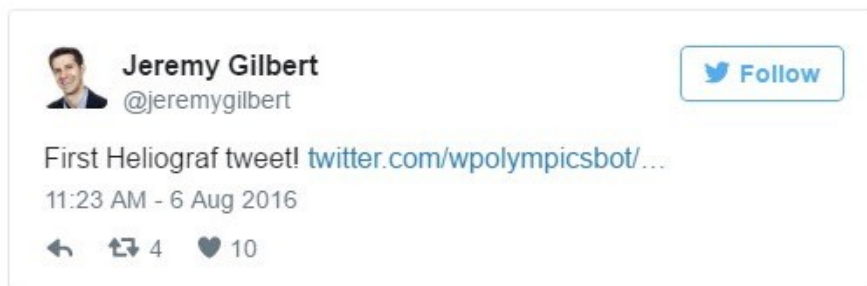 Jeremy Gilbert
@jeremygilbert
Follow
First Heliograf tweet! twitter.com/wpolympicsbot/...
11:23 AM - 6 Aug 2016
4 10